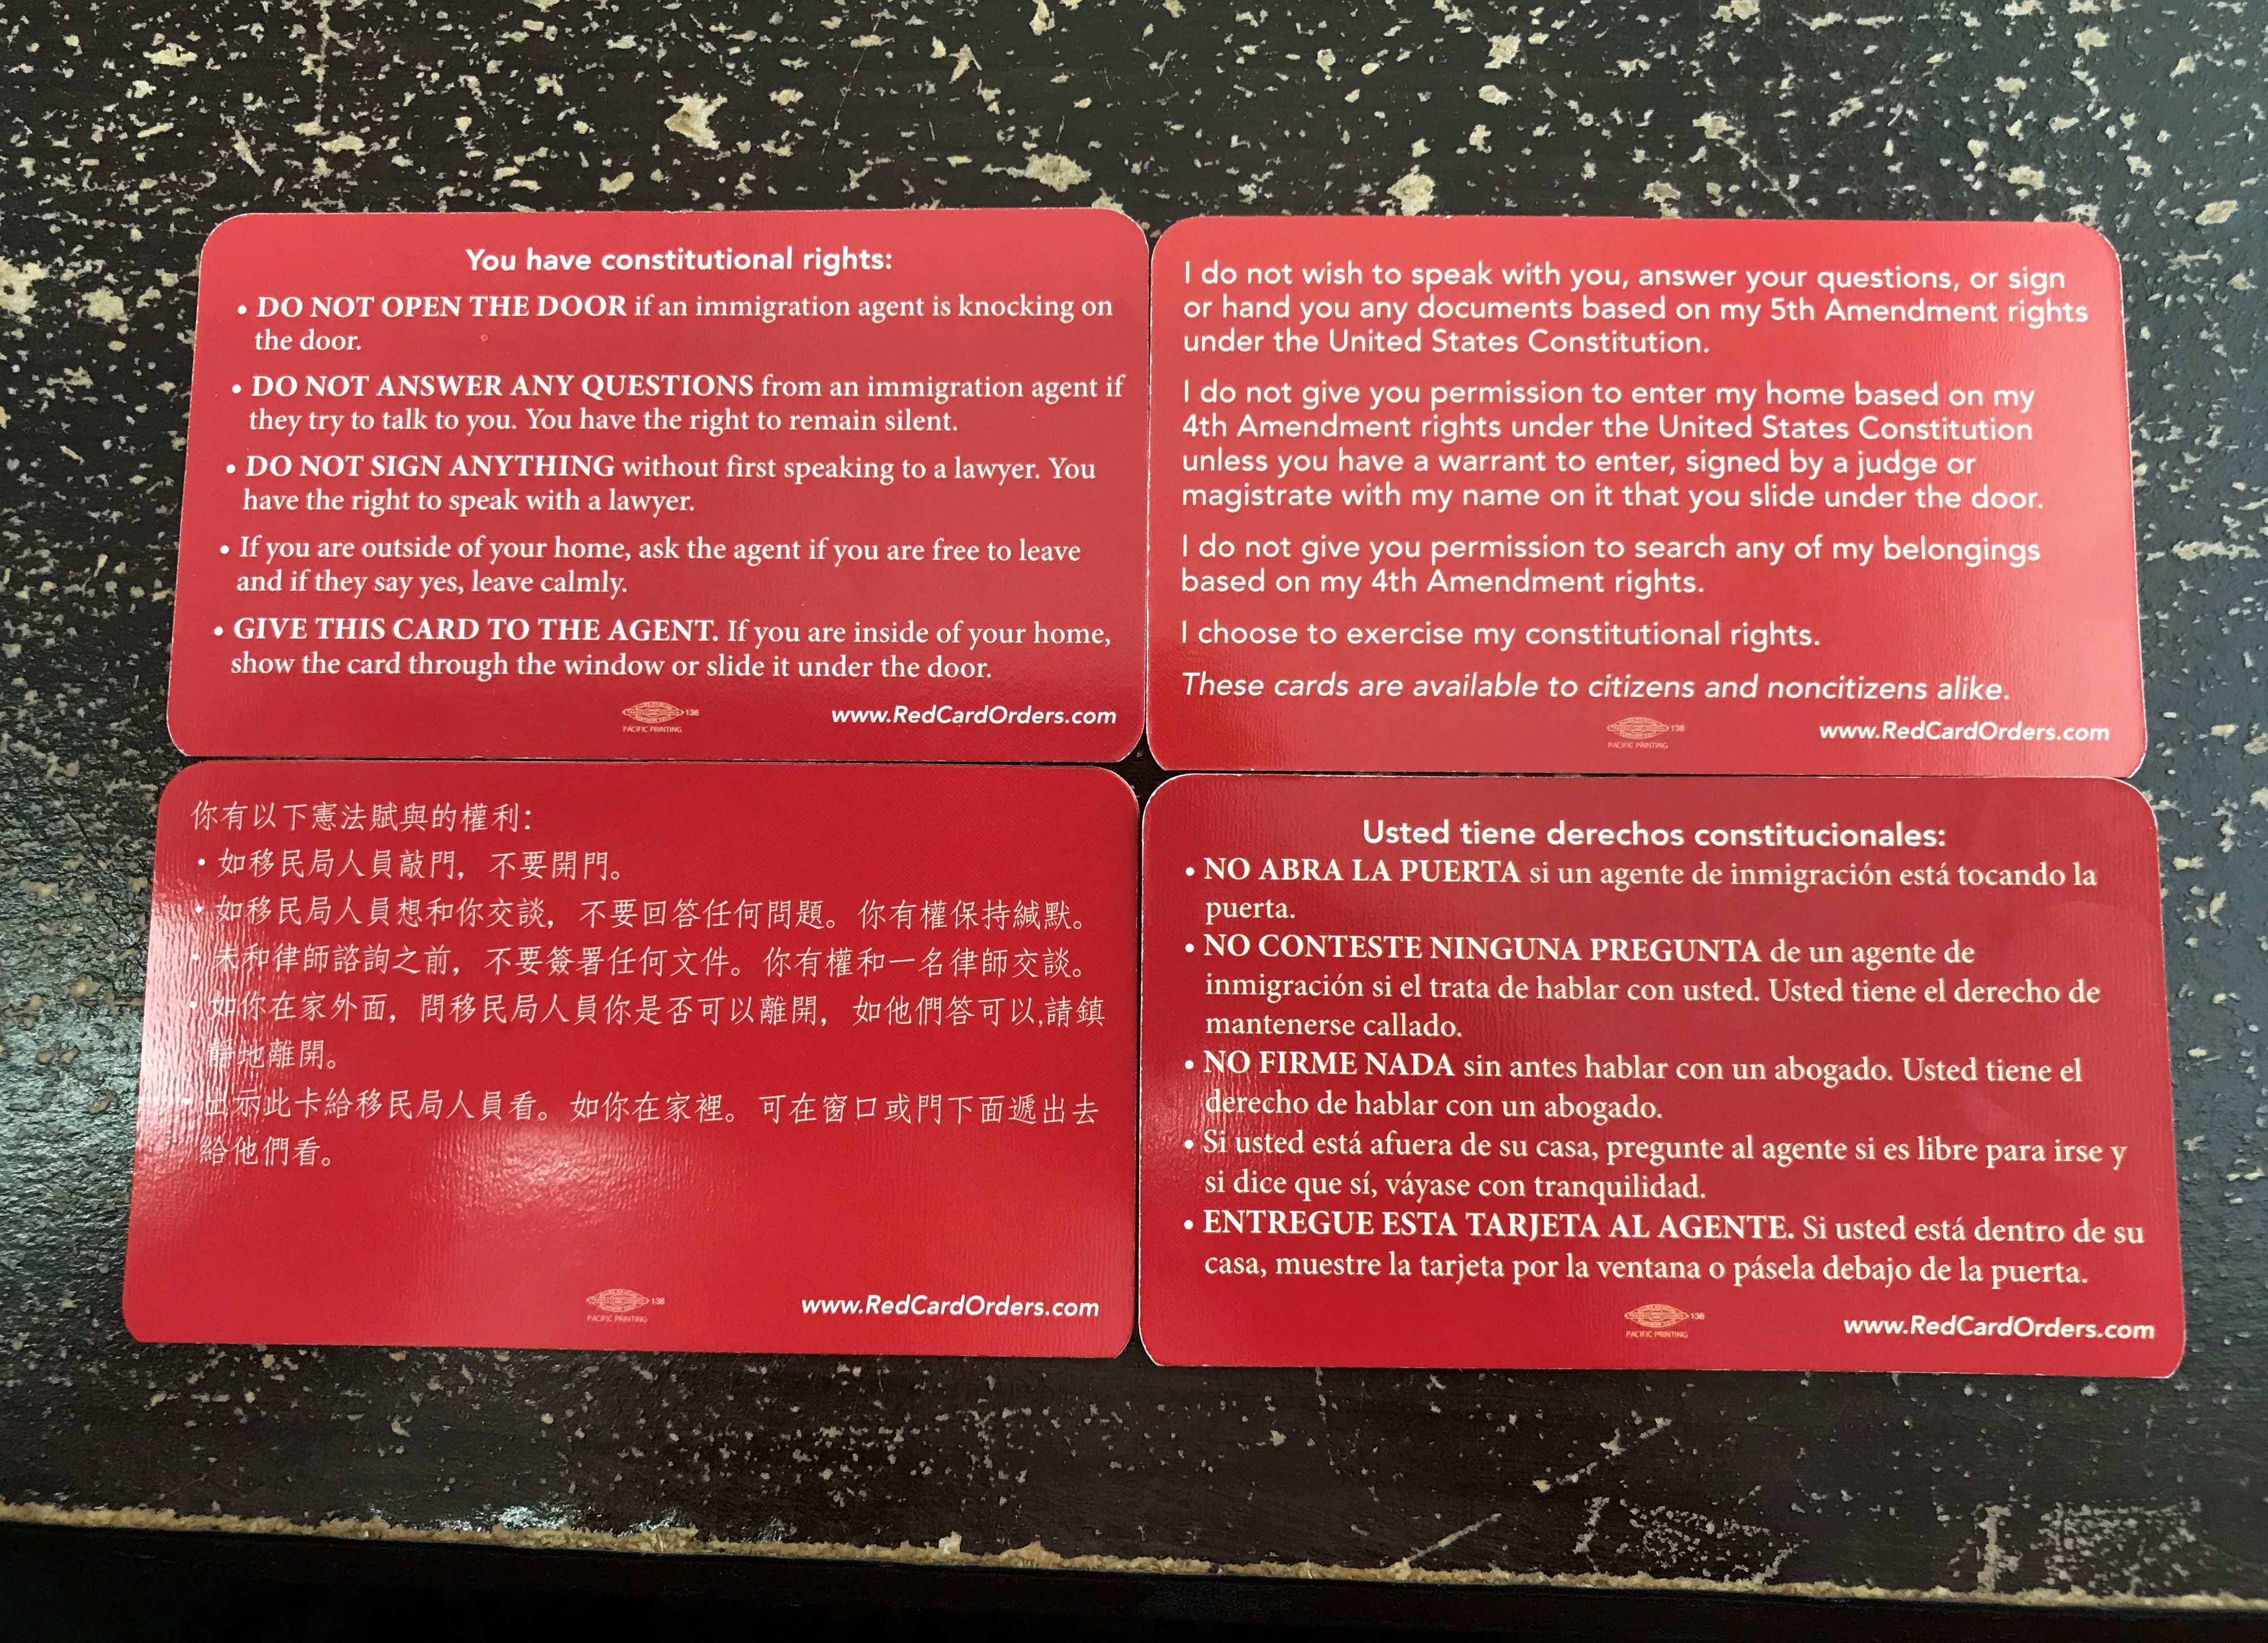 You have constitutional rights:
• DO NOT OPEN THE DOOR if an immigration agent is knocking on
the door.
• DO NOT ANSWER ANY QUESTIONS from an immigration agent if
they try to talk to you. You have the right to remain silent.
• DO NOT SIGN ANYTHING without first speaking to a lawyer. You
have the right to speak with a lawyer.
• If you are outside of your home, ask the agent if you are free to leave
and if they say yes, leave calmly.
• GIVE THIS CARD TO THE AGENT. If you are inside of your home,
show the card through the window or slide it under the door.
138
PACIFIC PRINTING
www.RedCardOrders.com
I do not wish to speak with you, answer your questions, or sign
or hand you any documents based on my 5th Amendment rights
under the United States Constitution.
I do not give you permission to enter my home based on my
4th Amendment rights under the United States Constitution
unless you have a warrant to enter, signed by a judge or
magistrate with my name on it that you slide under the door.
I do not give you permission to search any of my belongings
based on my 4th Amendment rights.
I choose to exercise my constitutional rights.
These cards are available to citizens and noncitizens alike.
138
PACIFIC PRINTING
www.RedCardOrders.com
你有以下憲法賦與的權利：
• 如移民局人員敲門，不要開門。
• 如移民局人員想和你交談，不要回答任何問題。你有權保持緘默。
• 未和律師諮詢之前，不要簽署任何文件。你有權和一名律師交談。
• 如你在家外面，問移民局人員你是否可以離開，如他們答可以,請鎮
靜地離開。
• 出示此卡給移民局人員看。如你在家裡。可在窗口或門下面遞出去
給他們看。
138
PACIFIC PRINTING
www.RedCardOrders.com
Usted tiene derechos constitucionales:
• NO ABRA LA PUERTA si un agente de inmigración está tocando la
puerta.
• NO CONTESTE NINGUNA PREGUNTA de un agente de
inmigración si el trata de hablar con usted. Usted tiene el derecho de
mantenerse callado.
• NO FIRME NADA sin antes hablar con un abogado. Usted tiene el
derecho de hablar con un abogado.
• Si usted está afuera de su casa, pregunte al agente si es libre para irse y
si dice que sí, váyase con tranquilidad.
• ENTREGUE ESTA TARJETA AL AGENTE. Si usted está dentro de su
casa, muestre la tarjeta por la ventana o pásela debajo de la puerta.
138
PACIFIC PRINTING
www.RedCardOrders.com